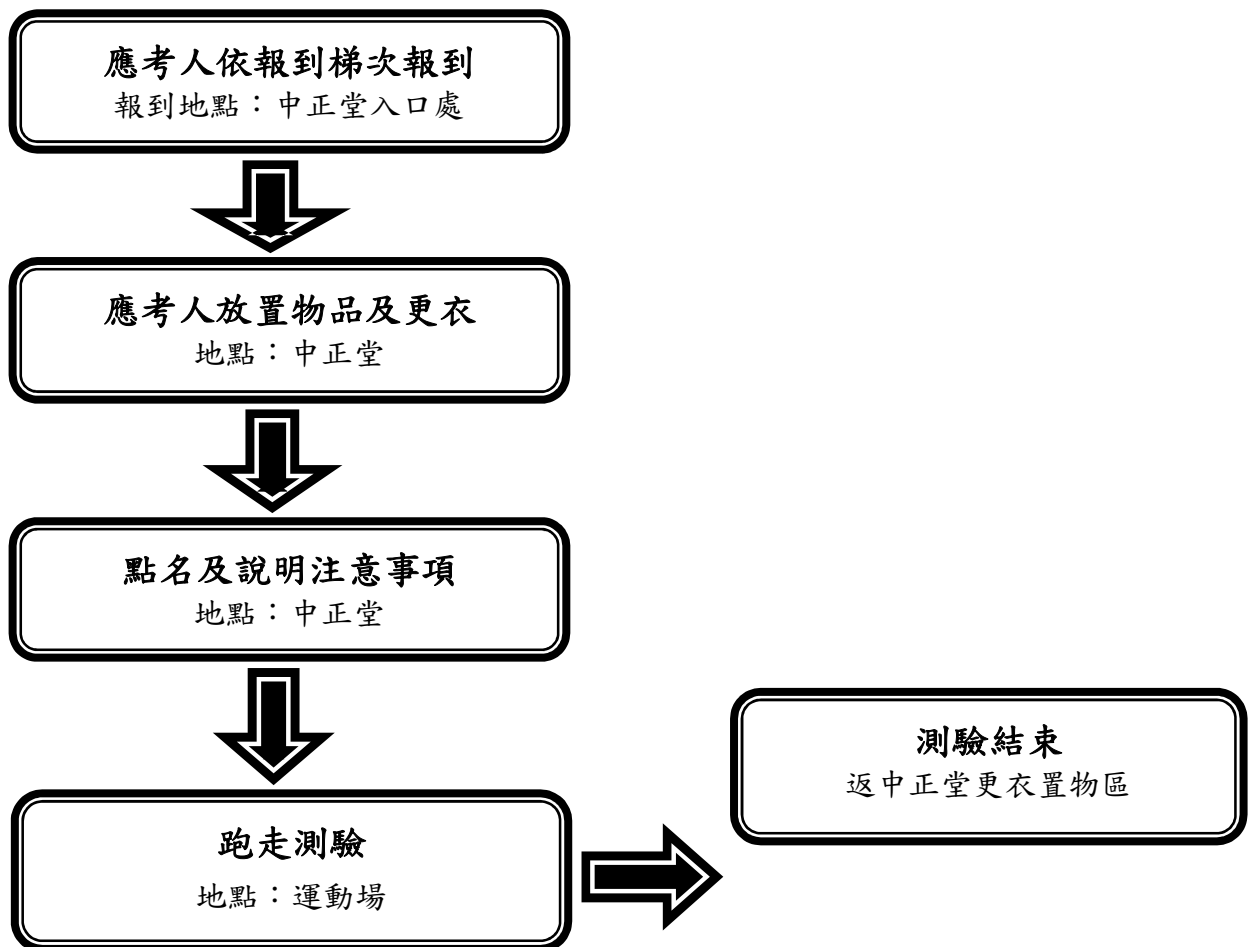 應考人依報到梯次報到
報到地點：中正堂入口處
應考人放置物品及更衣
地點：中正堂
點名及說明注意事項
地點：中正堂
跑走測驗
地點：運動場
測驗結束
返中正堂更衣置物區